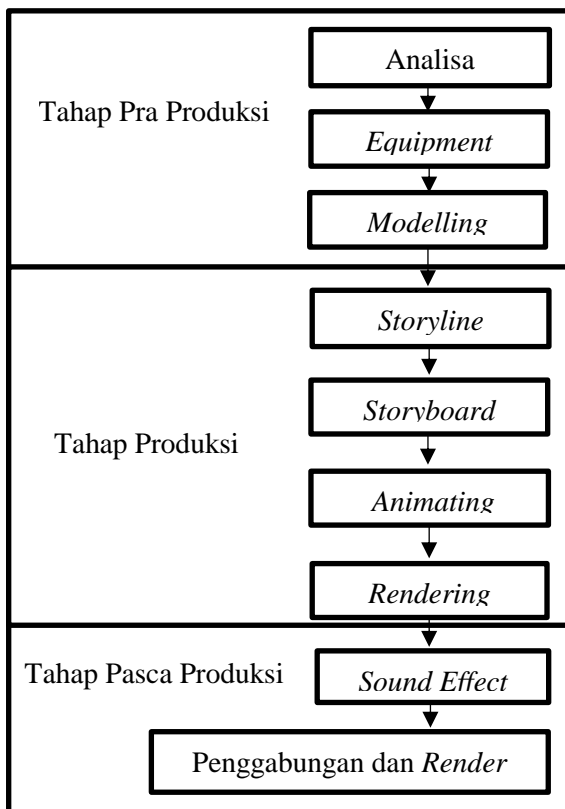 Tahap Pra Produksi
Analisa
Equipment
Modelling
Tahap Produksi
Storyline
Storyboard
Animating
Rendering
Tahap Pasca Produksi
Sound Effect
Penggabungan dan Render